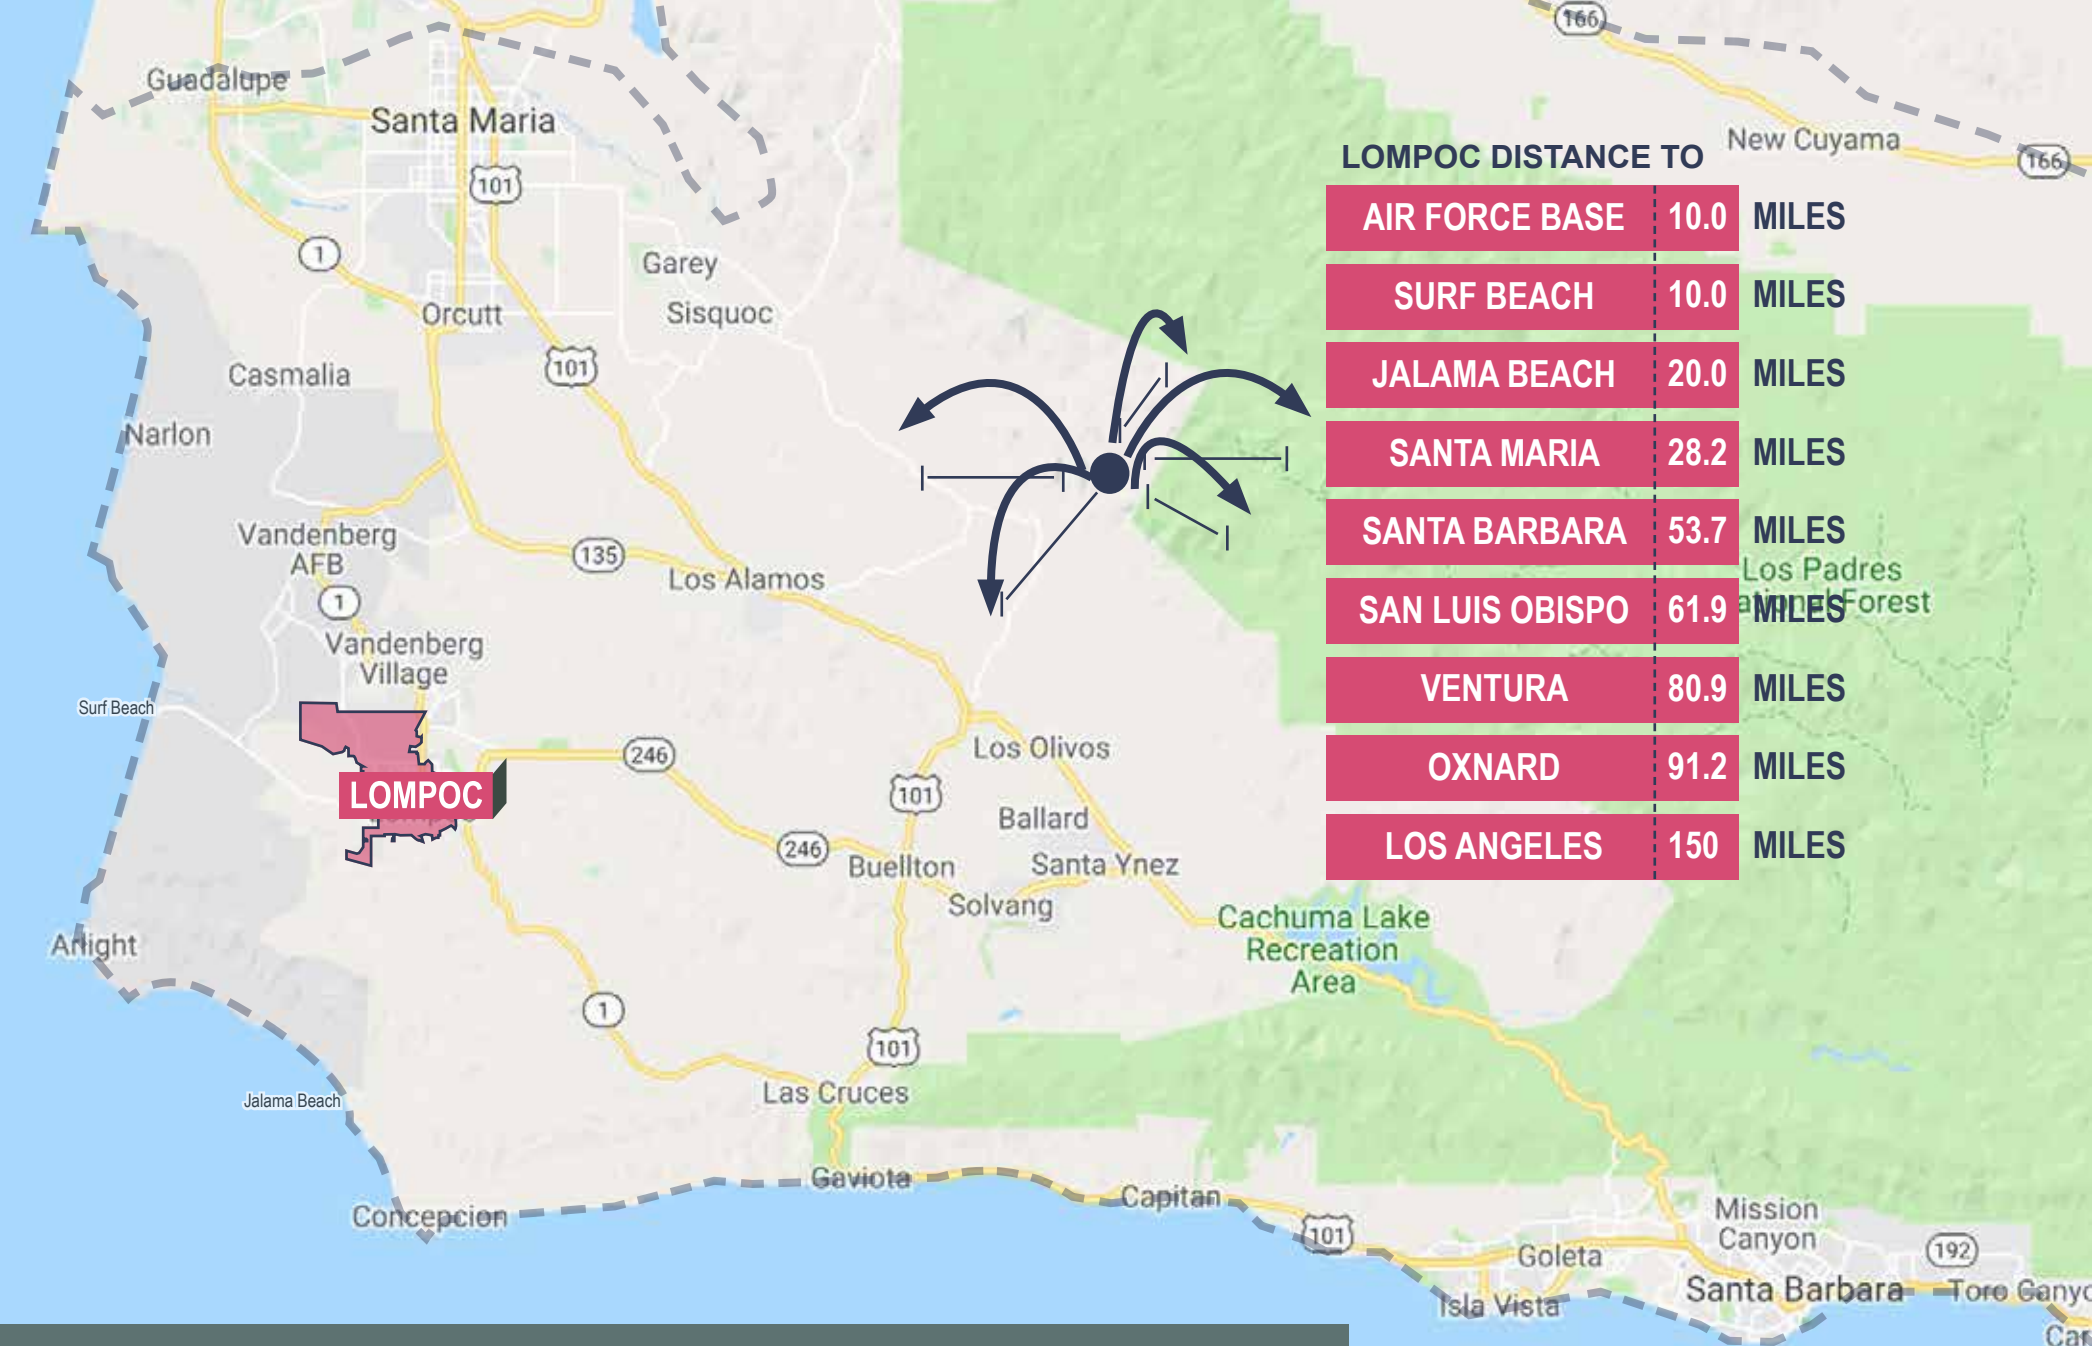 166
Guadalupe
Santa Maria
101
New Cuyama
166
LOMPOC DISTANCE TO
AIR FORCE BASE 10.0 MILES
SURF BEACH 10.0 MILES
JALAMA BEACH 20.0 MILES
SANTA MARIA 28.2 MILES
SANTA BARBARA 53.7 MILES
SAN LUIS OBISPO 61.9 MILES
VENTURA 80.9 MILES
OXNARD 91.2 MILES
LOS ANGELES 150 MILES
1
Garey
Sisquoc
Orcutt
101
Casmalia
Narlon
Vandenberg
AFB
135
Los Alamos
Los Padres
Forest
1
Vandenberg
Village
Surf Beach
246
Los Olivos
LOMPOC
101
Ballard
246
Buellton
Santa Ynez
Solvang
Cachuma Lake
Recreation
Area
Arlight
1
101
Las Cruces
Jalama Beach
Gaviota
Capitan
Concepcion
101
Mission
Canyon
192
Goleta
Santa Barbara
Toro Canyo
Isla Vista
Car